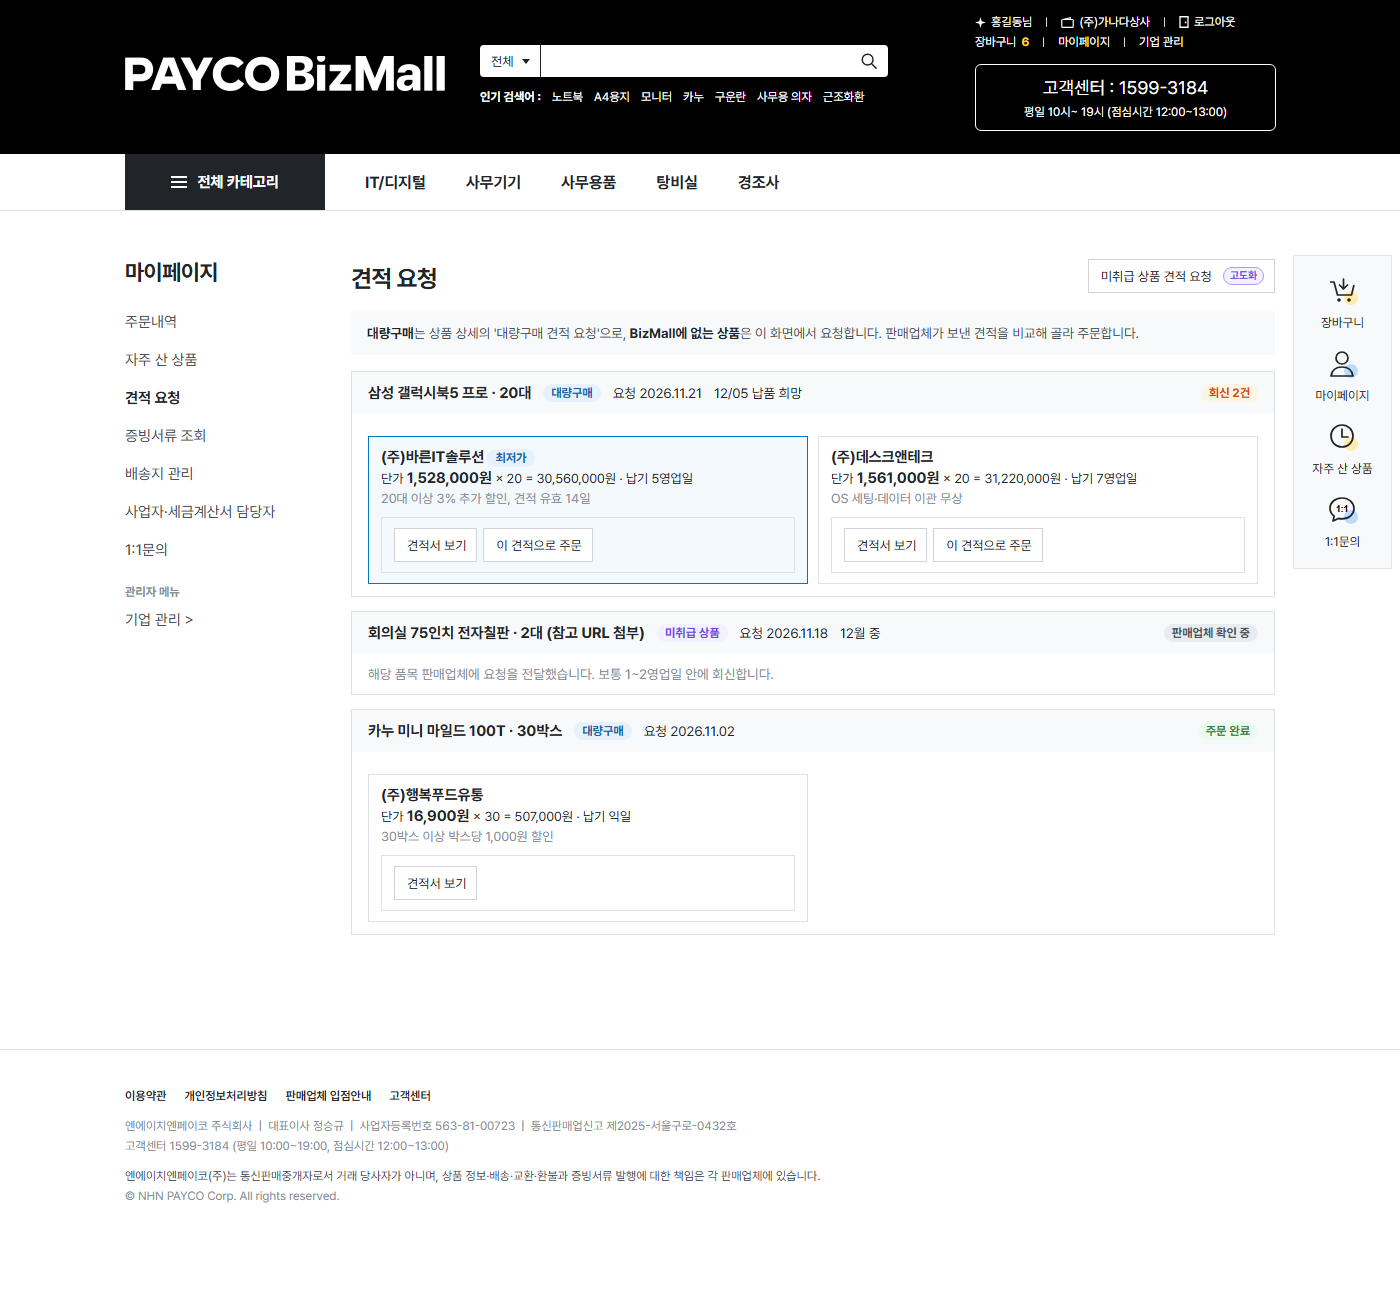 홍길동님 | (주)가나다상사 | 로그아웃
장바구니 6 | 마이페이지 | 기업 관리
PAYCO BizMall
전체
인기 검색어 : 노트북 A4용지 모니터 카누 구운란 사무용 의자 근조화환
고객센터 : 1599-3184
평일 10시~ 19시 (점심시간 12:00~13:00)
전체 카테고리
IT/디지털 사무기기 사무용품 탕비실 경조사
마이페이지
주문내역
자주 산 상품
견적 요청
증빙서류 조회
배송지 관리
사업자·세금계산서 담당자
1:1문의
관리자 메뉴
기업 관리 >
견적 요청
미취급 상품 견적 요청 고도화
대량구매는 상품 상세의 '대량구매 견적 요청'으로, BizMall에 없는 상품은 이 화면에서 요청합니다. 판매업체가 보낸 견적을 비교해 골라 주문합니다.
삼성 갤럭시북5 프로 · 20대 대량구매 요청 2026.11.21 12/05 납품 희망 회신 2건
(주)바른IT솔루션 최저가
단가 1,528,000원 × 20 = 30,560,000원 · 납기 5영업일
20대 이상 3% 추가 할인, 견적 유효 14일
견적서 보기 이 견적으로 주문
(주)데스크앤테크
단가 1,561,000원 × 20 = 31,220,000원 · 납기 7영업일
OS 세팅·데이터 이관 무상
견적서 보기 이 견적으로 주문
회의실 75인치 전자칠판 · 2대 (참고 URL 첨부) 미취급 상품 요청 2026.11.18 12월 중 판매업체 확인 중
해당 품목 판매업체에 요청을 전달했습니다. 보통 1~2영업일 안에 회신합니다.
카누 미니 마일드 100T · 30박스 대량구매 요청 2026.11.02 주문 완료
(주)행복푸드유통
단가 16,900원 × 30 = 507,000원 · 납기 익일
30박스 이상 박스당 1,000원 할인
견적서 보기
장바구니
마이페이지
자주 산 상품
1:1
1:1문의
이용약관 개인정보처리방침 판매업체 입점안내 고객센터
엔에이치엔페이코 주식회사 | 대표이사 정승규 | 사업자등록번호 563-81-00723 | 통신판매업신고 제2025-서울구로-0432호
고객센터 1599-3184 (평일 10:00~19:00, 점심시간 12:00~13:00)
엔에이치엔페이코(주)는 통신판매중개자로서 거래 당사자가 아니며, 상품 정보·배송·교환·환불과 증빙서류 발행에 대한 책임은 각 판매업체에 있습니다.
© NHN PAYCO Corp. All rights reserved.